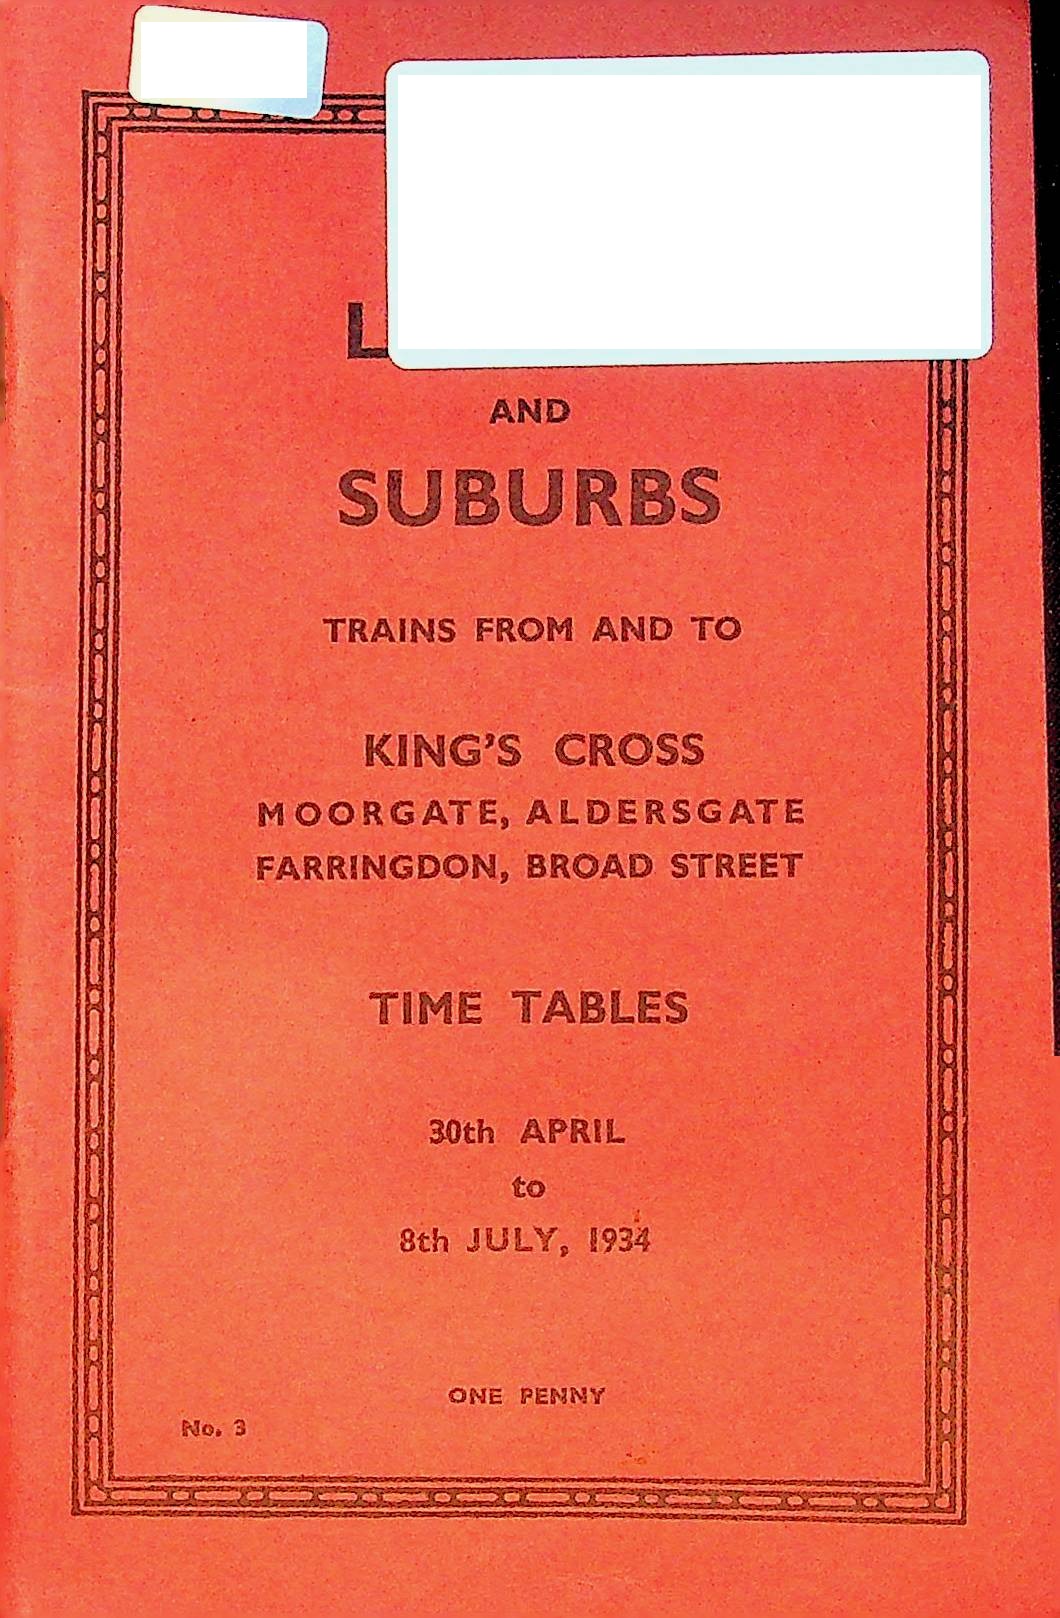 L
AND
SUBURBS
TRAINS FROM AND TO
KING'S CROSS
MOORGATE, ALDERSGATE
FARRINGDON, BROAD STREET
TIME TABLES
30th APRIL
to
8th JULY, 1934
ONE PENNY
No. 3